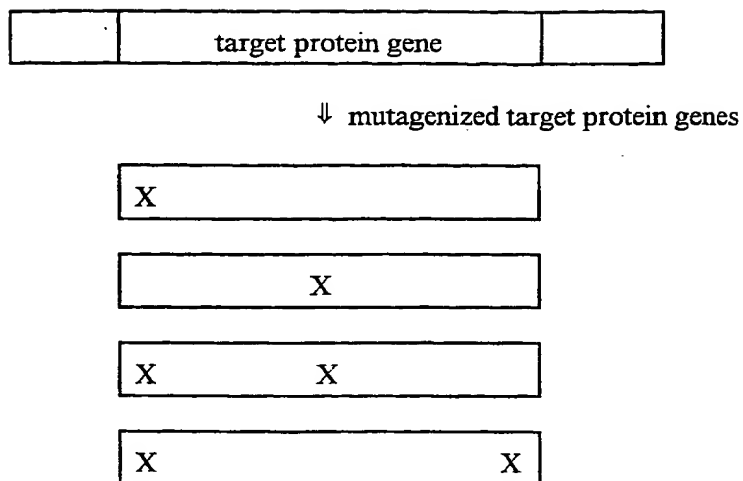 target protein gene
⇓ mutagenized target protein genes
X
X
X X
X X